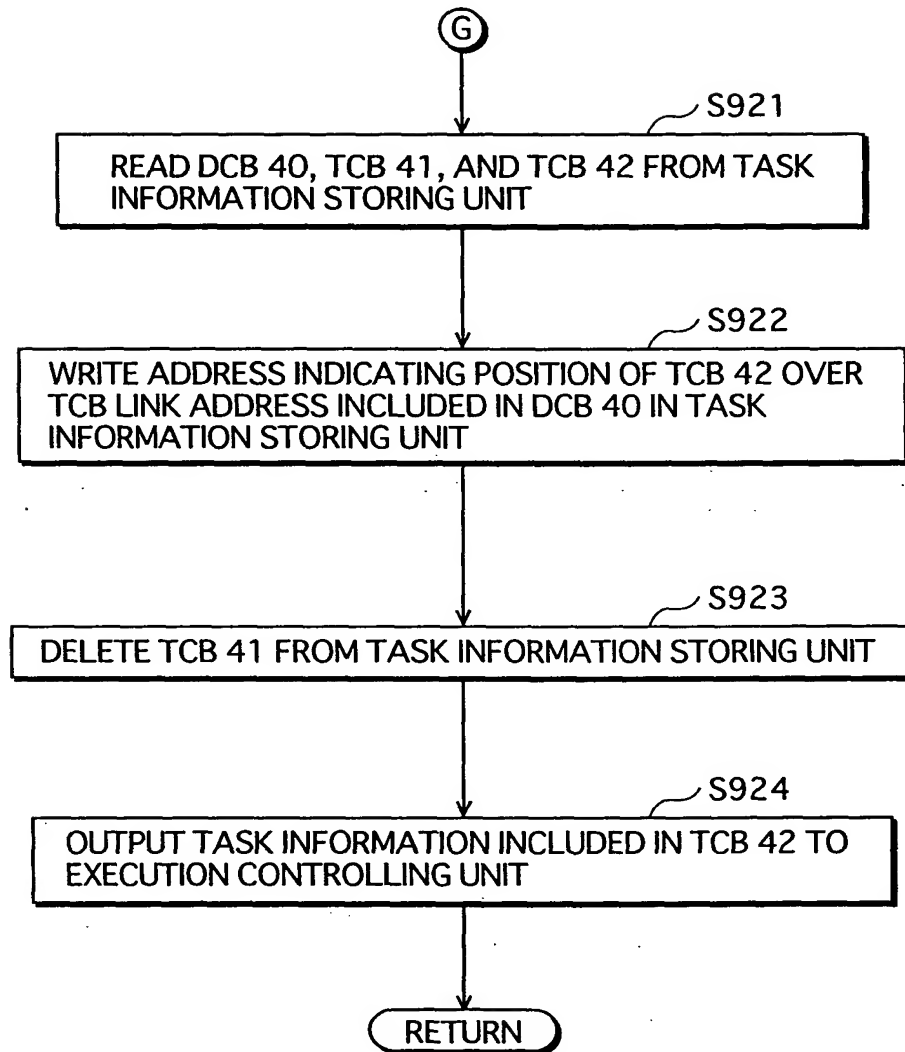 G
S921
READ DCB 40, TCB 41, AND TCB 42 FROM TASK
INFORMATION STORING UNIT
S922
WRITE ADDRESS INDICATING POSITION OF TCB 42 OVER
TCB LINK ADDRESS INCLUDED IN DCB 40 IN TASK
INFORMATION STORING UNIT
S923
DELETE TCB 41 FROM TASK INFORMATION STORING UNIT
S924
OUTPUT TASK INFORMATION INCLUDED IN TCB 42 TO
EXECUTION CONTROLLING UNIT
RETURN